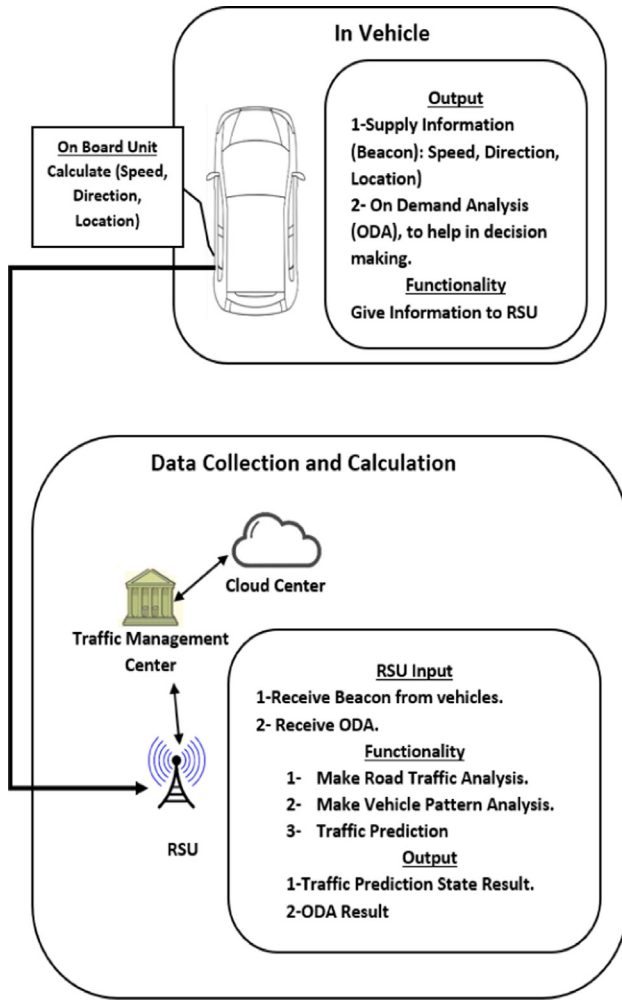 In Vehicle
On Board Unit
Calculate (Speed,
Direction,
Location)
Output
1-Supply Information
(Beacon): Speed, Direction,
Location)
2- On Demand Analysis
(ODA), to help in decision
making.
Functionality
Give Information to RSU
Data Collection and Calculation
Cloud Center
Traffic Management
Center
RSU
RSU Input
1-Receive Beacon from vehicles.
2- Receive ODA.
Functionality
1- Make Road Traffic Analysis.
2- Make Vehicle Pattern Analysis.
3- Traffic Prediction
Output
1-Traffic Prediction State Result.
2-ODA Result